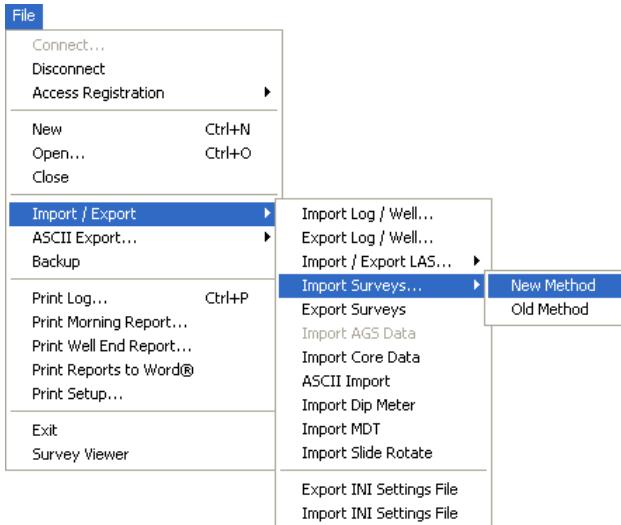 File
Connect...
Disconnect
Access Registration
New Ctrl+N
Open... Ctrl+O
Close
Import / Export
ASCII Export...
Backup
Print Log... Ctrl+P
Print Morning Report...
Print Well End Report...
Print Reports to Word®
Print Setup...
Exit
Survey Viewer
Import Log / Well...
Export Log / Well...
Import / Export LAS...
Import Surveys...
Export Surveys
Import AGS Data
Import Core Data
ASCII Import
Import Dip Meter
Import MDT
Import Slide Rotate
Export INI Settings File
Import INI Settings File
New Method
Old Method